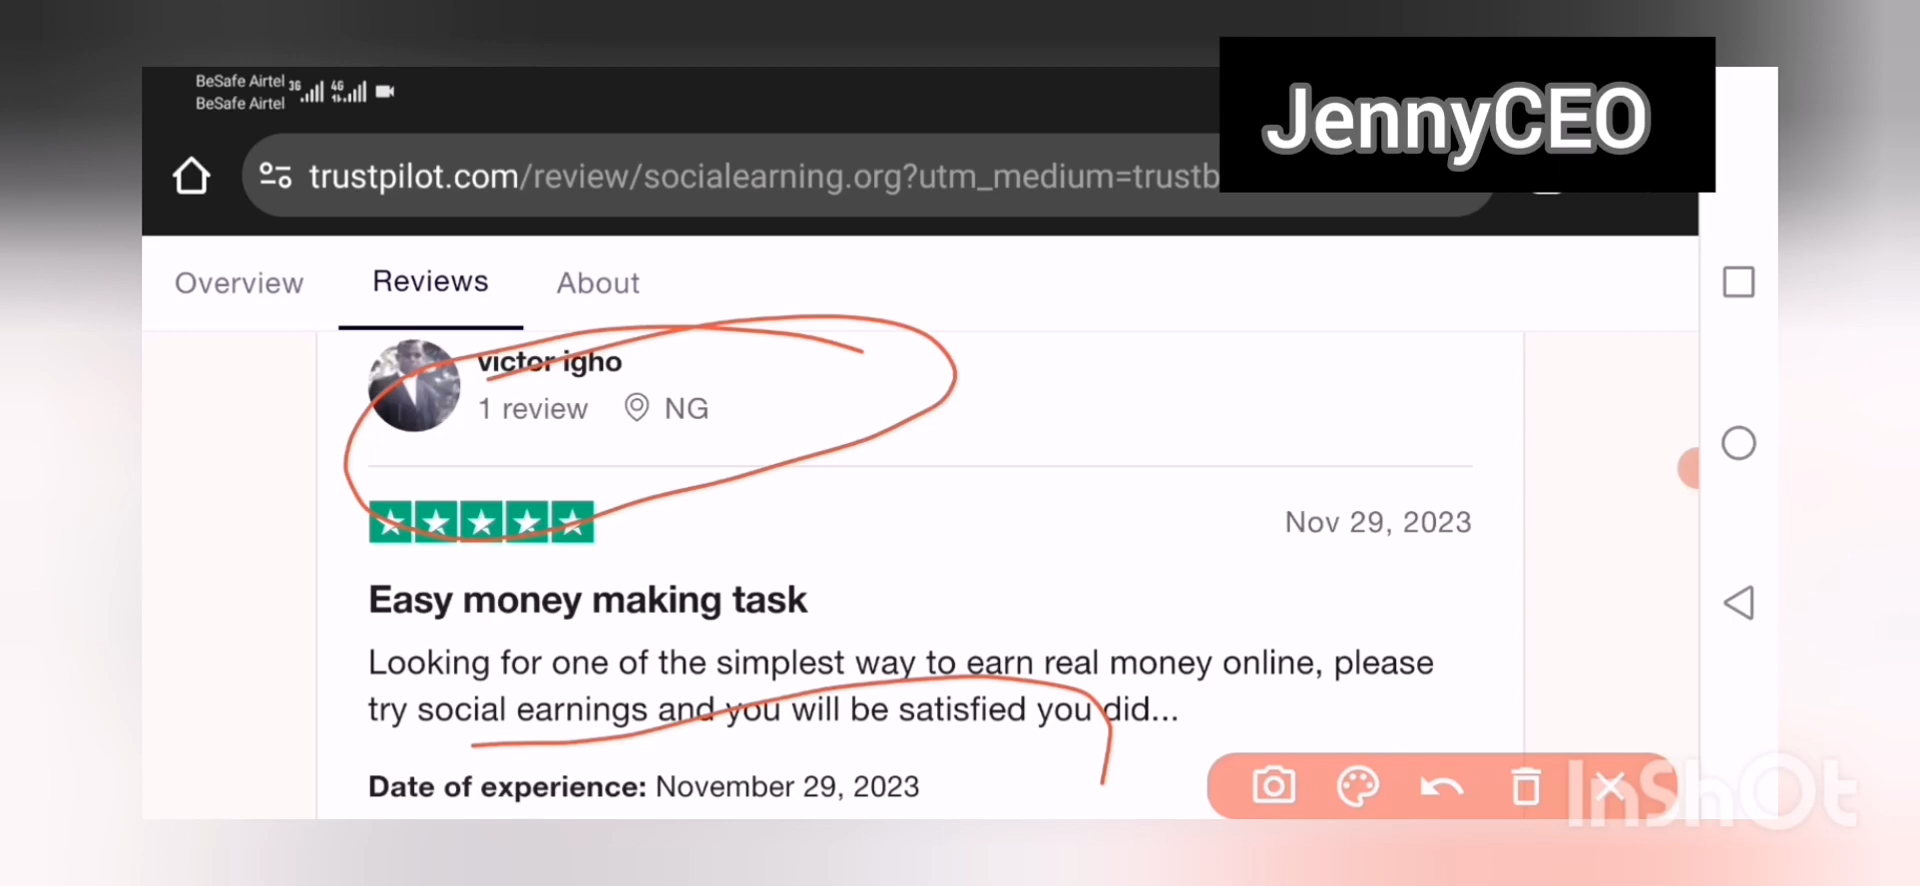 BeSafe Airtel 3G 4G
BeSafe Airtel
JennyCEO
trustpilot.com/review/socialearning.org?utm_medium=trustb
Overview Reviews About
victor igho
1 review NG
Nov 29, 2023
Easy money making task
Looking for one of the simplest way to earn real money online, please
try social earnings and you will be satisfied you did...
Date of experience: November 29, 2023
InShOt